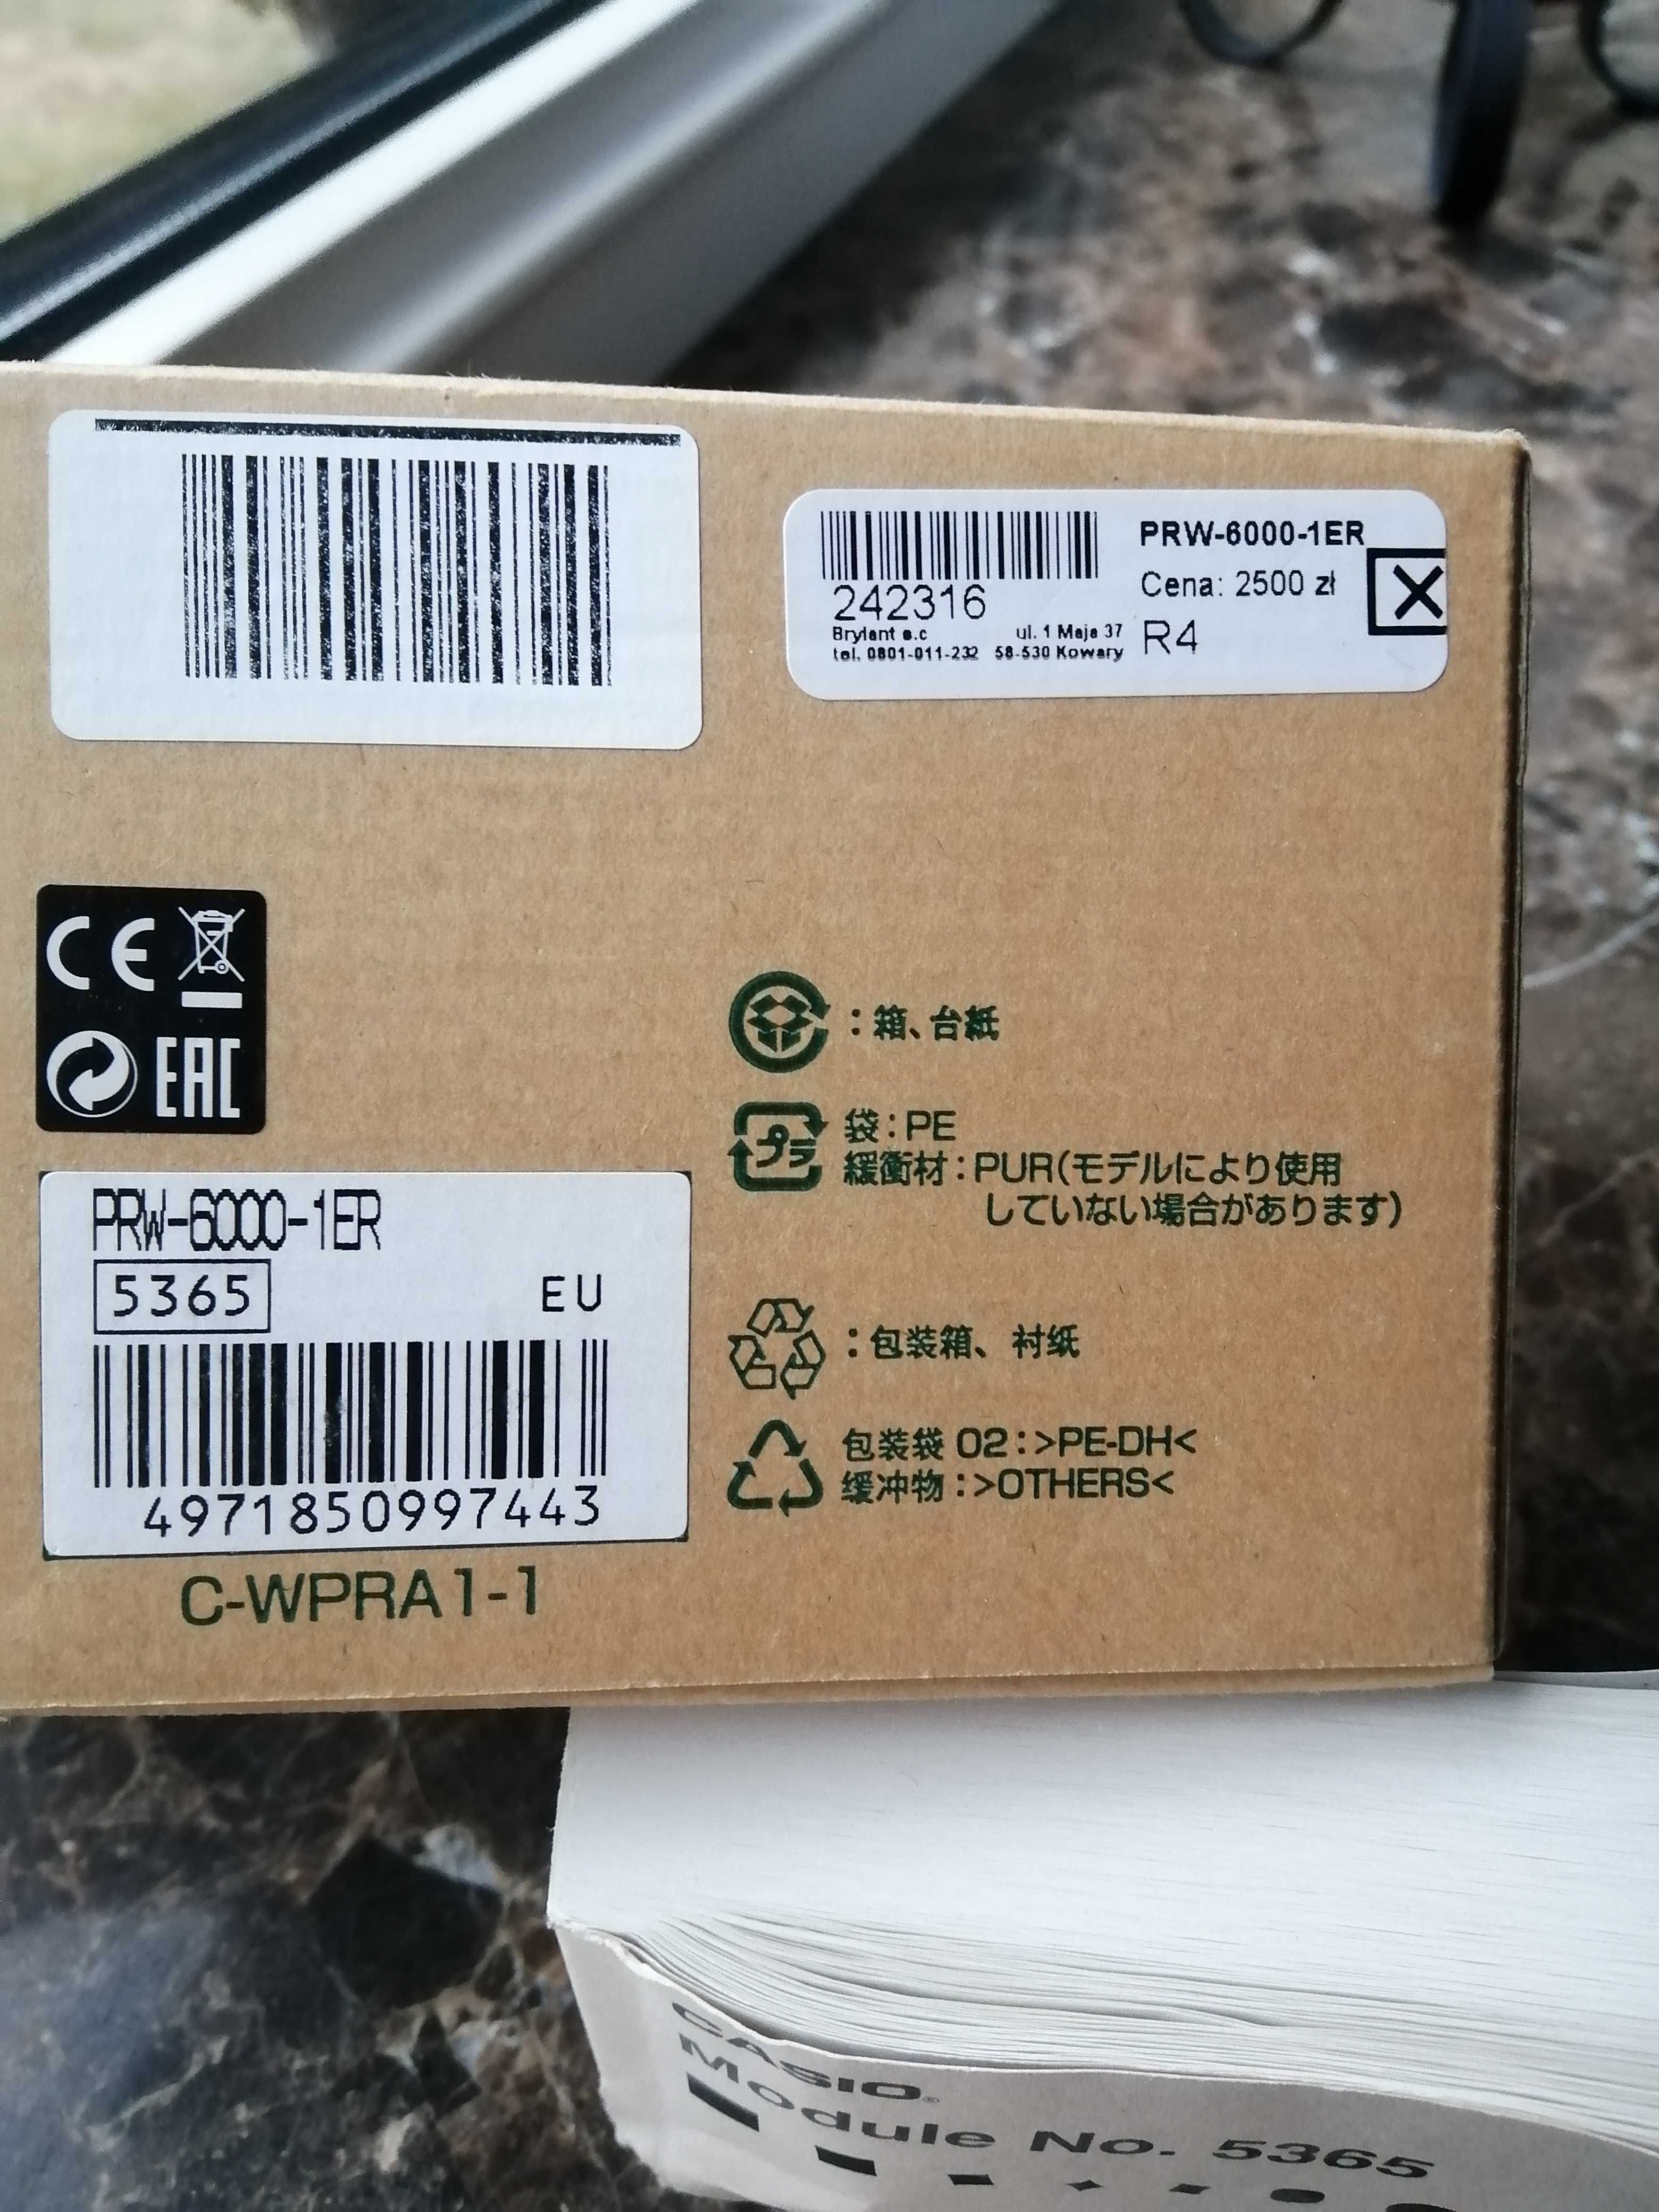 PRW-6000-1ER
Cena: 2500 zł
242316
R4
Brylant s.c
ul. 1 Maja 37
tel. 0801-011-232
58-530 Kowary
CE
EAC
:箱、台紙
プラ
袋:PE
緩衝材:PUR(モデルにより使用
していない場合があります)
PRW-6000-1ER
5365
EU
4971850997443
C-WPRA1-1
:包装箱、衬纸
包装袋 02:>PE-DH<
缓冲物:>OTHERS<
CASIO
Module No. 5365